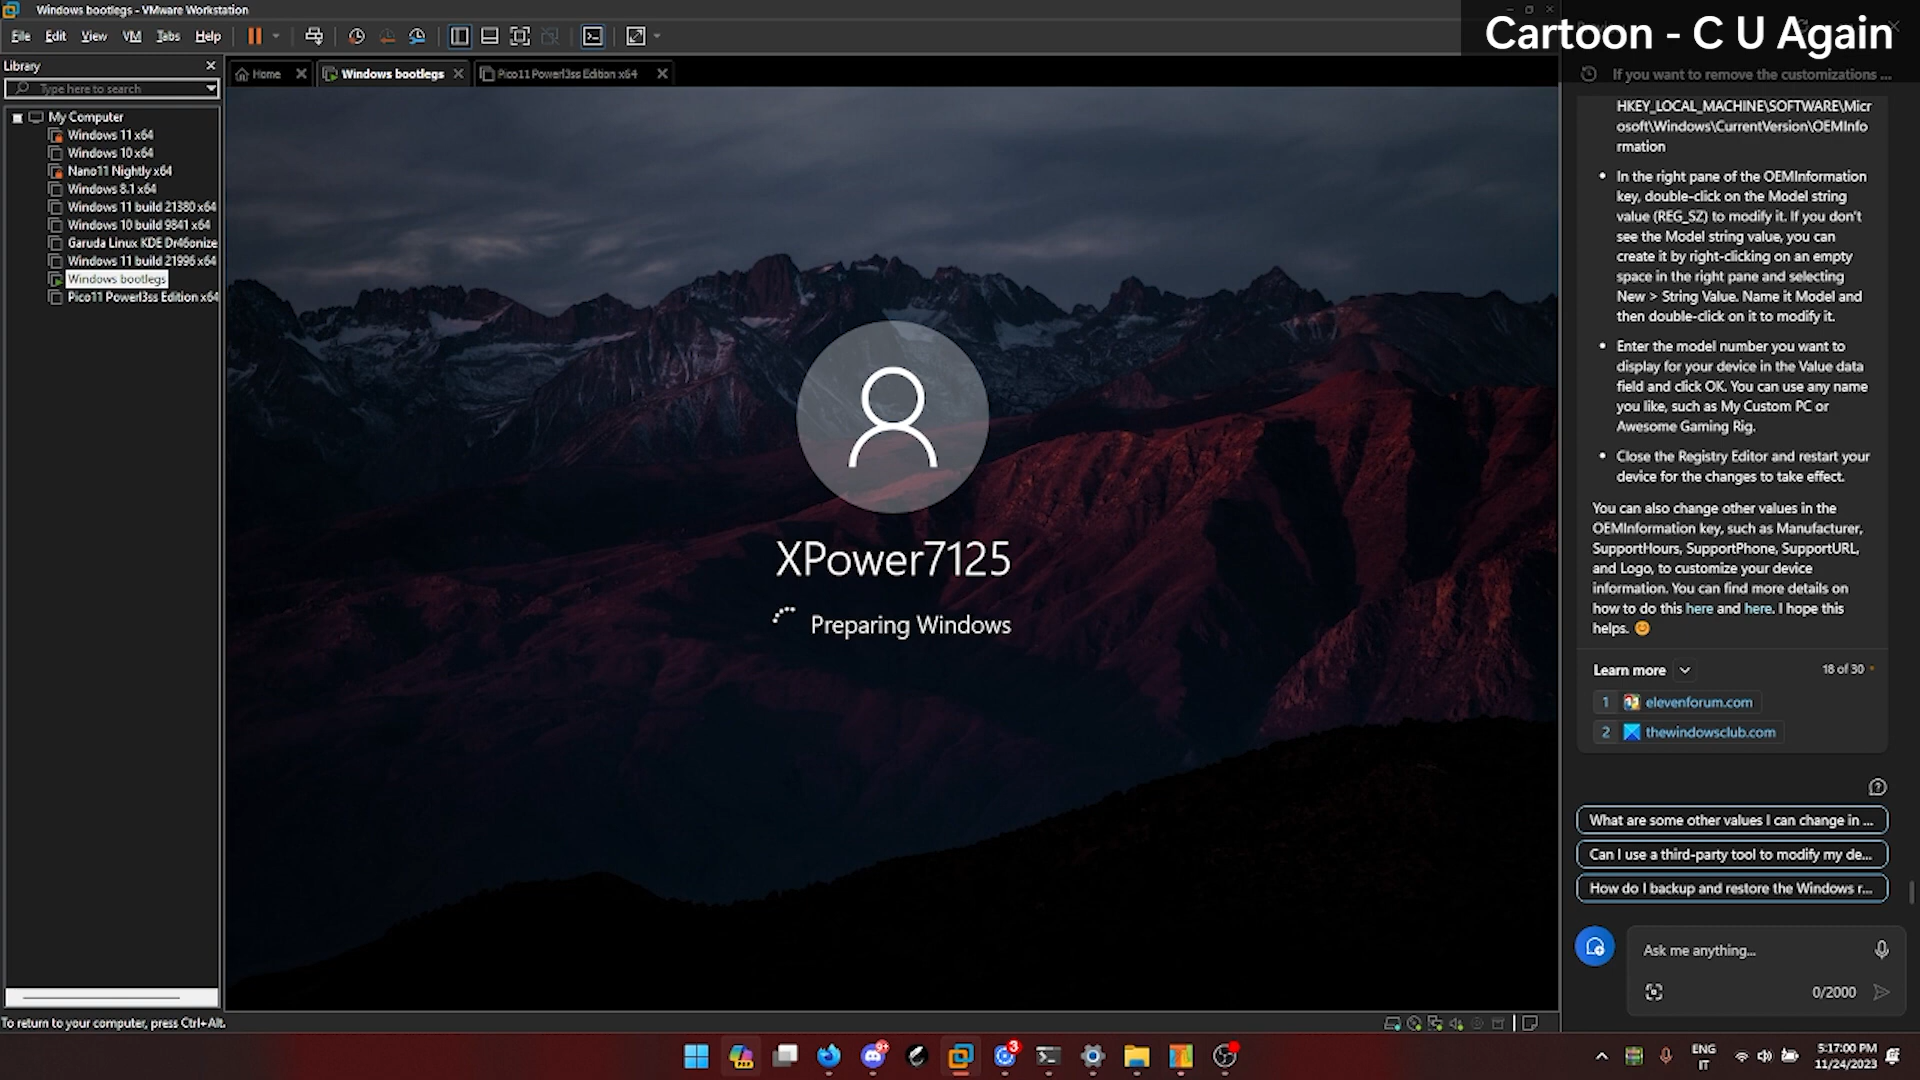 Windows bootlegs - VMware Workstation
Cartoon - C U Again
File Edit View VM Tabs Help
Library
Type here to search
My Computer
Windows 11 x64
Windows 10 x64
Nano11 Nightly x64
Windows 8.1 x64
Windows 11 build 21380 x64
Windows 10 build 9841 x64
Garuda Linux KDE Dr46onize
Windows 11 build 21996 x64
Windows bootlegs
Pico11 Powerl3ss Edition x64
Home
Windows bootlegs
Pico11 Powerl3ss Edition x64
XPower7125
Preparing Windows
If you want to remove the customizations ...
HKEY_LOCAL_MACHINE\SOFTWARE\Micr
osoft\Windows\CurrentVersion\OEMInfo
rmation
• In the right pane of the OEMInformation
key, double-click on the Model string
value (REG_SZ) to modify it. If you don't
see the Model string value, you can
create it by right-clicking on an empty
space in the right pane and selecting
New > String Value. Name it Model and
then double-click on it to modify it.
• Enter the model number you want to
display for your device in the Value data
field and click OK. You can use any name
you like, such as My Custom PC or
Awesome Gaming Rig.
• Close the Registry Editor and restart your
device for the changes to take effect.
You can also change other values in the
OEMInformation key, such as Manufacturer,
SupportHours, SupportPhone, SupportURL,
and Logo, to customize your device
information. You can find more details on
how to do this here and here. I hope this
helps. 😊
Learn more
18 of 30
1 elevenforum.com
2 thewindowsclub.com
What are some other values I can change in ...
Can I use a third-party tool to modify my de...
How do I backup and restore the Windows r...
Ask me anything...
0/2000
To return to your computer, press Ctrl+Alt.
9+
3
ENG
IT
5:17:00 PM
11/24/2023